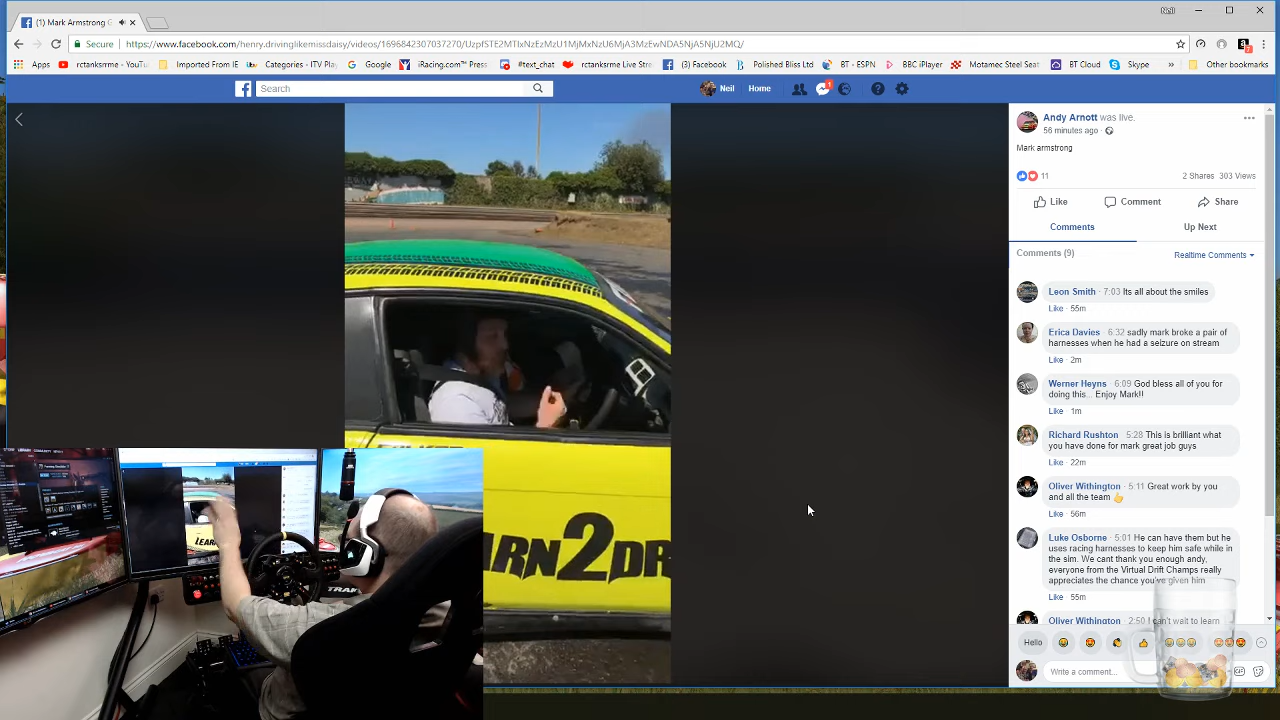 (1) Mark Armstrong G
Neil
Secure
https://www.facebook.com/henry.drivinglikemissdaisy/videos/1696842307037270/UzpfSTE2MTIxNzEzMzU1MjMxNzU6MjA3MzEwNDA5NjA5NjU2MQ/
Apps
rctanksrme - YouTu
Imported From IE
Categories - ITV Play
Google
iRacing.com™ Press
#text_chat
rctanksrme Live Stre
(3) Facebook
Polished Bliss Ltd
BT - ESPN
BBC iPlayer
Motamec Steel Seat
BT Cloud
Skype
»
Other bookmarks
Search
Neil
Home
1
Andy Arnott was live.
56 minutes ago
Mark armstrong
11
2 Shares 303 Views
Like
Comment
Share
Comments
Up Next
Comments (9)
Realtime Comments
Leon Smith · 7:03 Its all about the smiles
Like · 55m
Erica Davies · 6:32 sadly mark broke a pair of
harnesses when he had a seizure on stream
Like · 2m
Werner Heyns · 6:09 God bless all of you for
doing this... Enjoy Mark!!
Like · 1m
Richard Rushton · 5:28 This is brilliant what
you have done for mark great job guys
Like · 22m
Oliver Withington · 5:11 Great work by you
and all the team
Like · 56m
Luke Osborne · 5:01 He can have them but he
uses racing harnesses to keep him safe while in
the sim. We cant thank you enough andy,
everyone from the Virtual Drift Champs really
appreciates the chance you've given him
Like · 55m
Oliver Withington · 2:50 I can't wait to learn
Hello
Write a comment...
GIF
ARN2DR